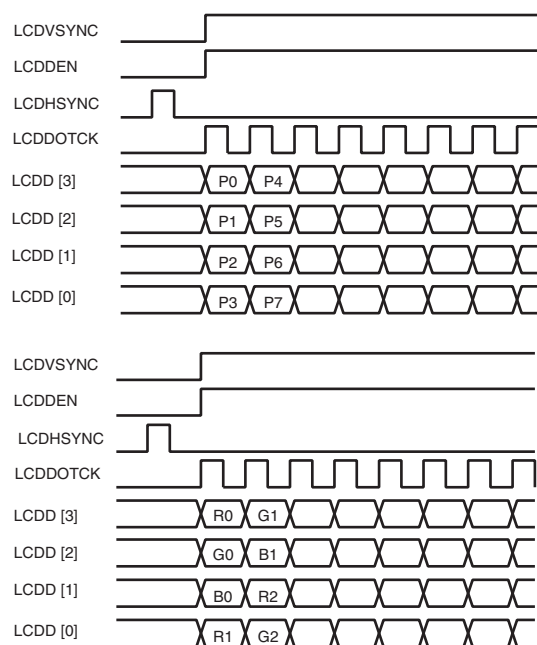 LCDVSYNC
LCDDEN
LCDHSYNC
LCDDOTCK
LCDD [3] P0 P4
LCDD [2] P1 P5
LCDD [1] P2 P6
LCDD [0] P3 P7
LCDVSYNC
LCDDEN
LCDHSYNC
LCDDOTCK
LCDD [3] R0 G1
LCDD [2] G0 B1
LCDD [1] B0 R2
LCDD [0] R1 G2